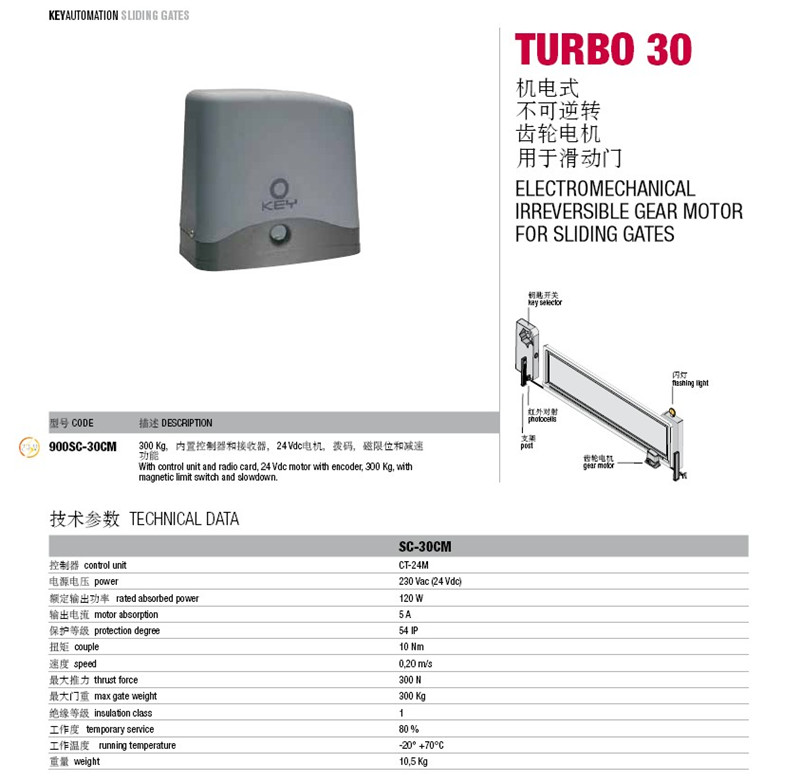 KEYAUTOMATION SLIDING GATES
TURBO 30
机电式
不可逆转
齿轮电机
用于滑动门
ELECTROMECHANICAL
IRREVERSIBLE GEAR MOTOR
FOR SLIDING GATES
KEY
钥匙开关
key selector
闪灯
flashing light
红外对射
photocells
支架
post
齿轮电机
gear motor
型号 CODE 描述 DESCRIPTION
900SC-30CM 300 Kg, 内置控制器和接收器, 24Vdc电机, 拨码, 磁限位和减速
功能
With control unit and radio card, 24 Vdc motor with encoder, 300 Kg, with
magnetic limit switch and slowdown.
技术参数 TECHNICAL DATA
SC-30CM
控制器 control unit CT-24M
电源电压 power 230 Vac (24 Vdc)
额定输出功率 rated absorbed power 120 W
输出电流 motor absorption 5 A
保护等级 protection degree 54 IP
扭矩 couple 10 Nm
速度 speed 0,20 m/s
最大推力 thrust force 300 N
最大门重 max gate weight 300 Kg
绝缘等级 insulation class 1
工作度 temporary service 80 %
工作温度 running temperature -20° +70°C
重量 weight 10,5 Kg